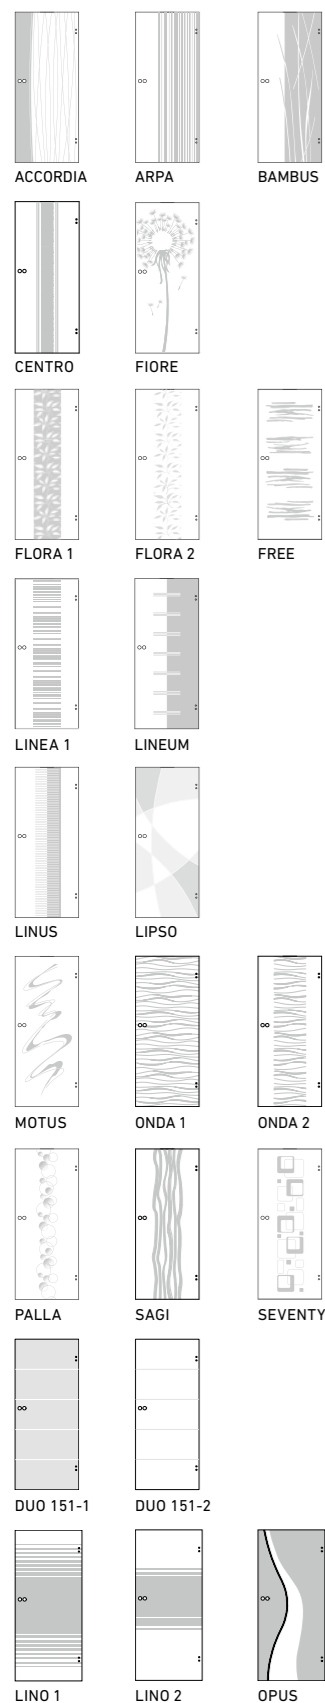 ACCORDIA ARPA BAMBUS
CENTRO FIORE
FLORA 1 FLORA 2 FREE
LINEA 1 LINEUM
LINUS LIPSO
MOTUS ONDA 1 ONDA 2
PALLA SAGI SEVENTY
DUO 151-1 DUO 151-2
LINO 1 LINO 2 OPUS